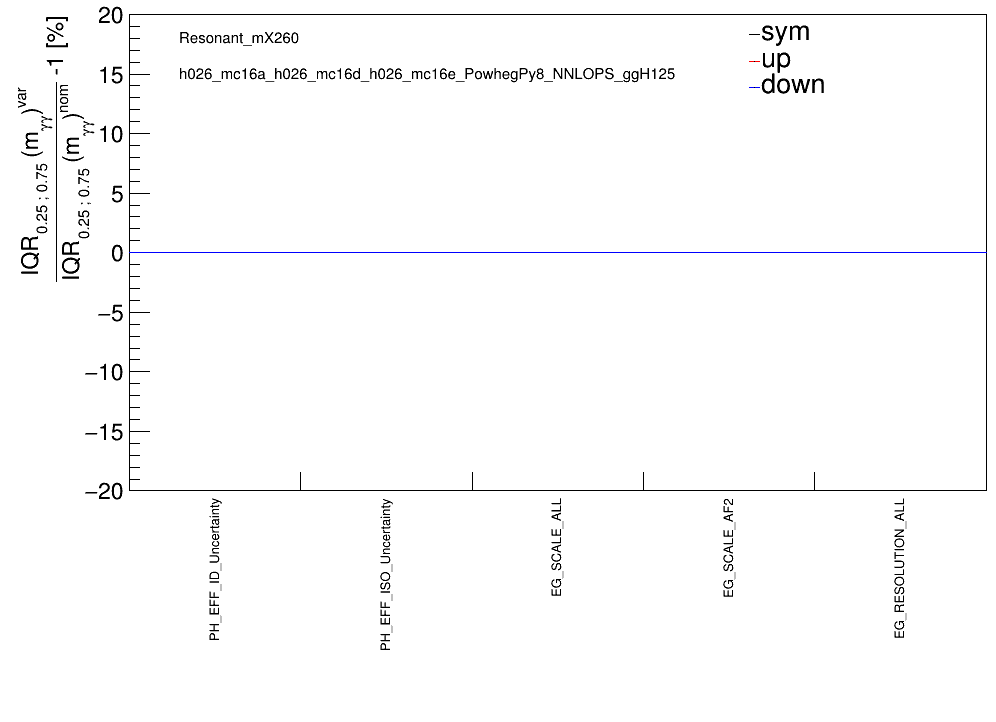 IQR0.25 ; 0.75 (mγγ)var
IQR0.25 ; 0.75 (mγγ)nom -1 [%]
20
15
10
5
0
−5
−10
−15
−20
Resonant_mX260
h026_mc16a_h026_mc16d_h026_mc16e_PowhegPy8_NNLOPS_ggH125
sym
up
down
PH_EFF_ID_Uncertainty
PH_EFF_ISO_Uncertainty
EG_SCALE_ALL
EG_SCALE_AF2
EG_RESOLUTION_ALL